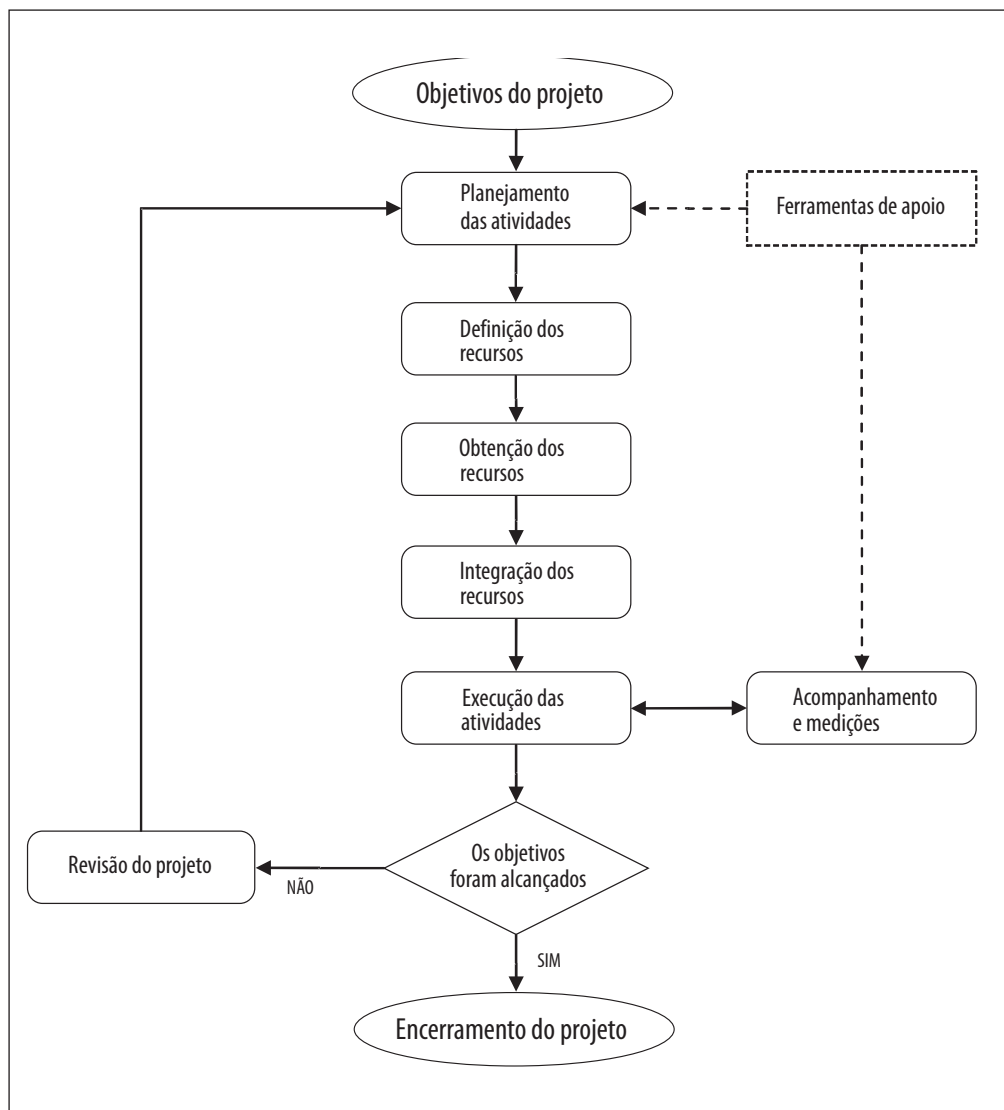 Objetivos do projeto
Planejamento
das atividades
Ferramentas de apoio
Definição dos
recursos
Obtenção dos
recursos
Integração dos
recursos
Execução das
atividades
Acompanhamento
e medições
Revisão do projeto
NÃO
Os objetivos
foram alcançados
SIM
Encerramento do projeto